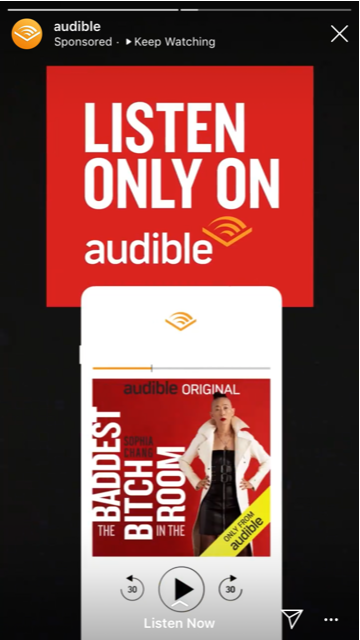 audible
Sponsored · ▶ Keep Watching
LISTEN
ONLY ON
audible
audible ORIGINAL
THE BADDEST
BITCH IN THE
ROOM
SOPHIA
CHANG
ONLY FROM
audible
30
30
Listen Now